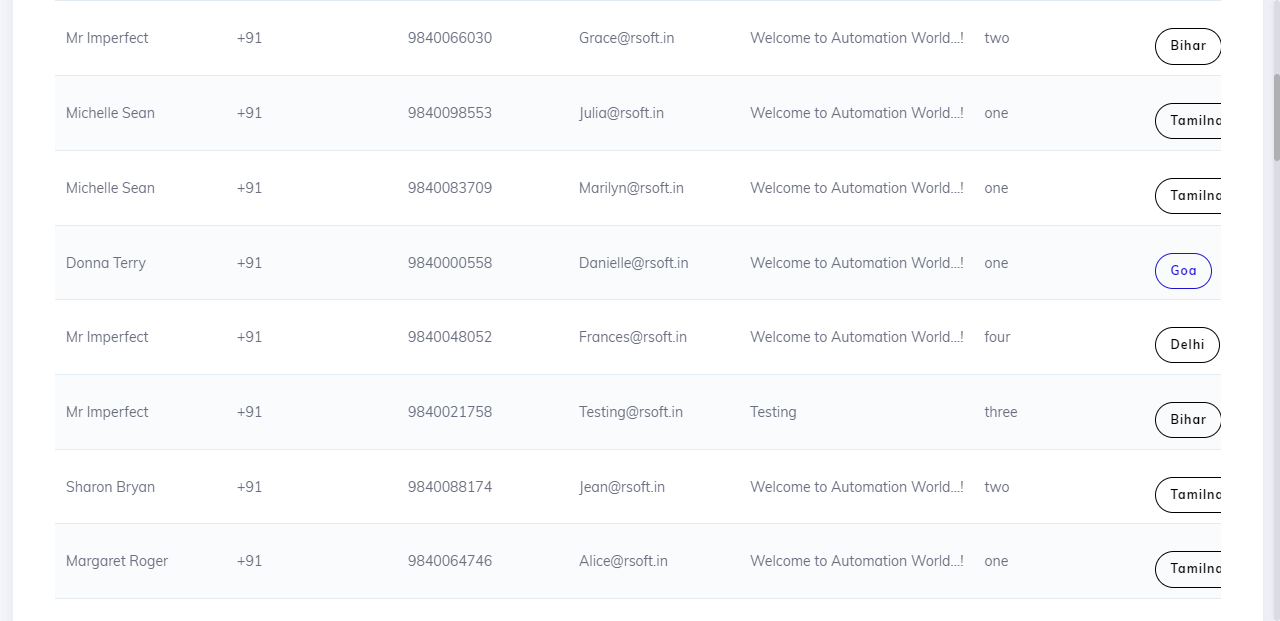 Mr Imperfect +91 9840066030 Grace@rsoft.in Welcome to Automation World...! two Bihar
Michelle Sean +91 9840098553 Julia@rsoft.in Welcome to Automation World...! one Tamilna
Michelle Sean +91 9840083709 Marilyn@rsoft.in Welcome to Automation World...! one Tamilna
Donna Terry +91 9840000558 Danielle@rsoft.in Welcome to Automation World...! one Goa
Mr Imperfect +91 9840048052 Frances@rsoft.in Welcome to Automation World...! four Delhi
Mr Imperfect +91 9840021758 Testing@rsoft.in Testing three Bihar
Sharon Bryan +91 9840088174 Jean@rsoft.in Welcome to Automation World...! two Tamilna
Margaret Roger +91 9840064746 Alice@rsoft.in Welcome to Automation World...! one Tamilna